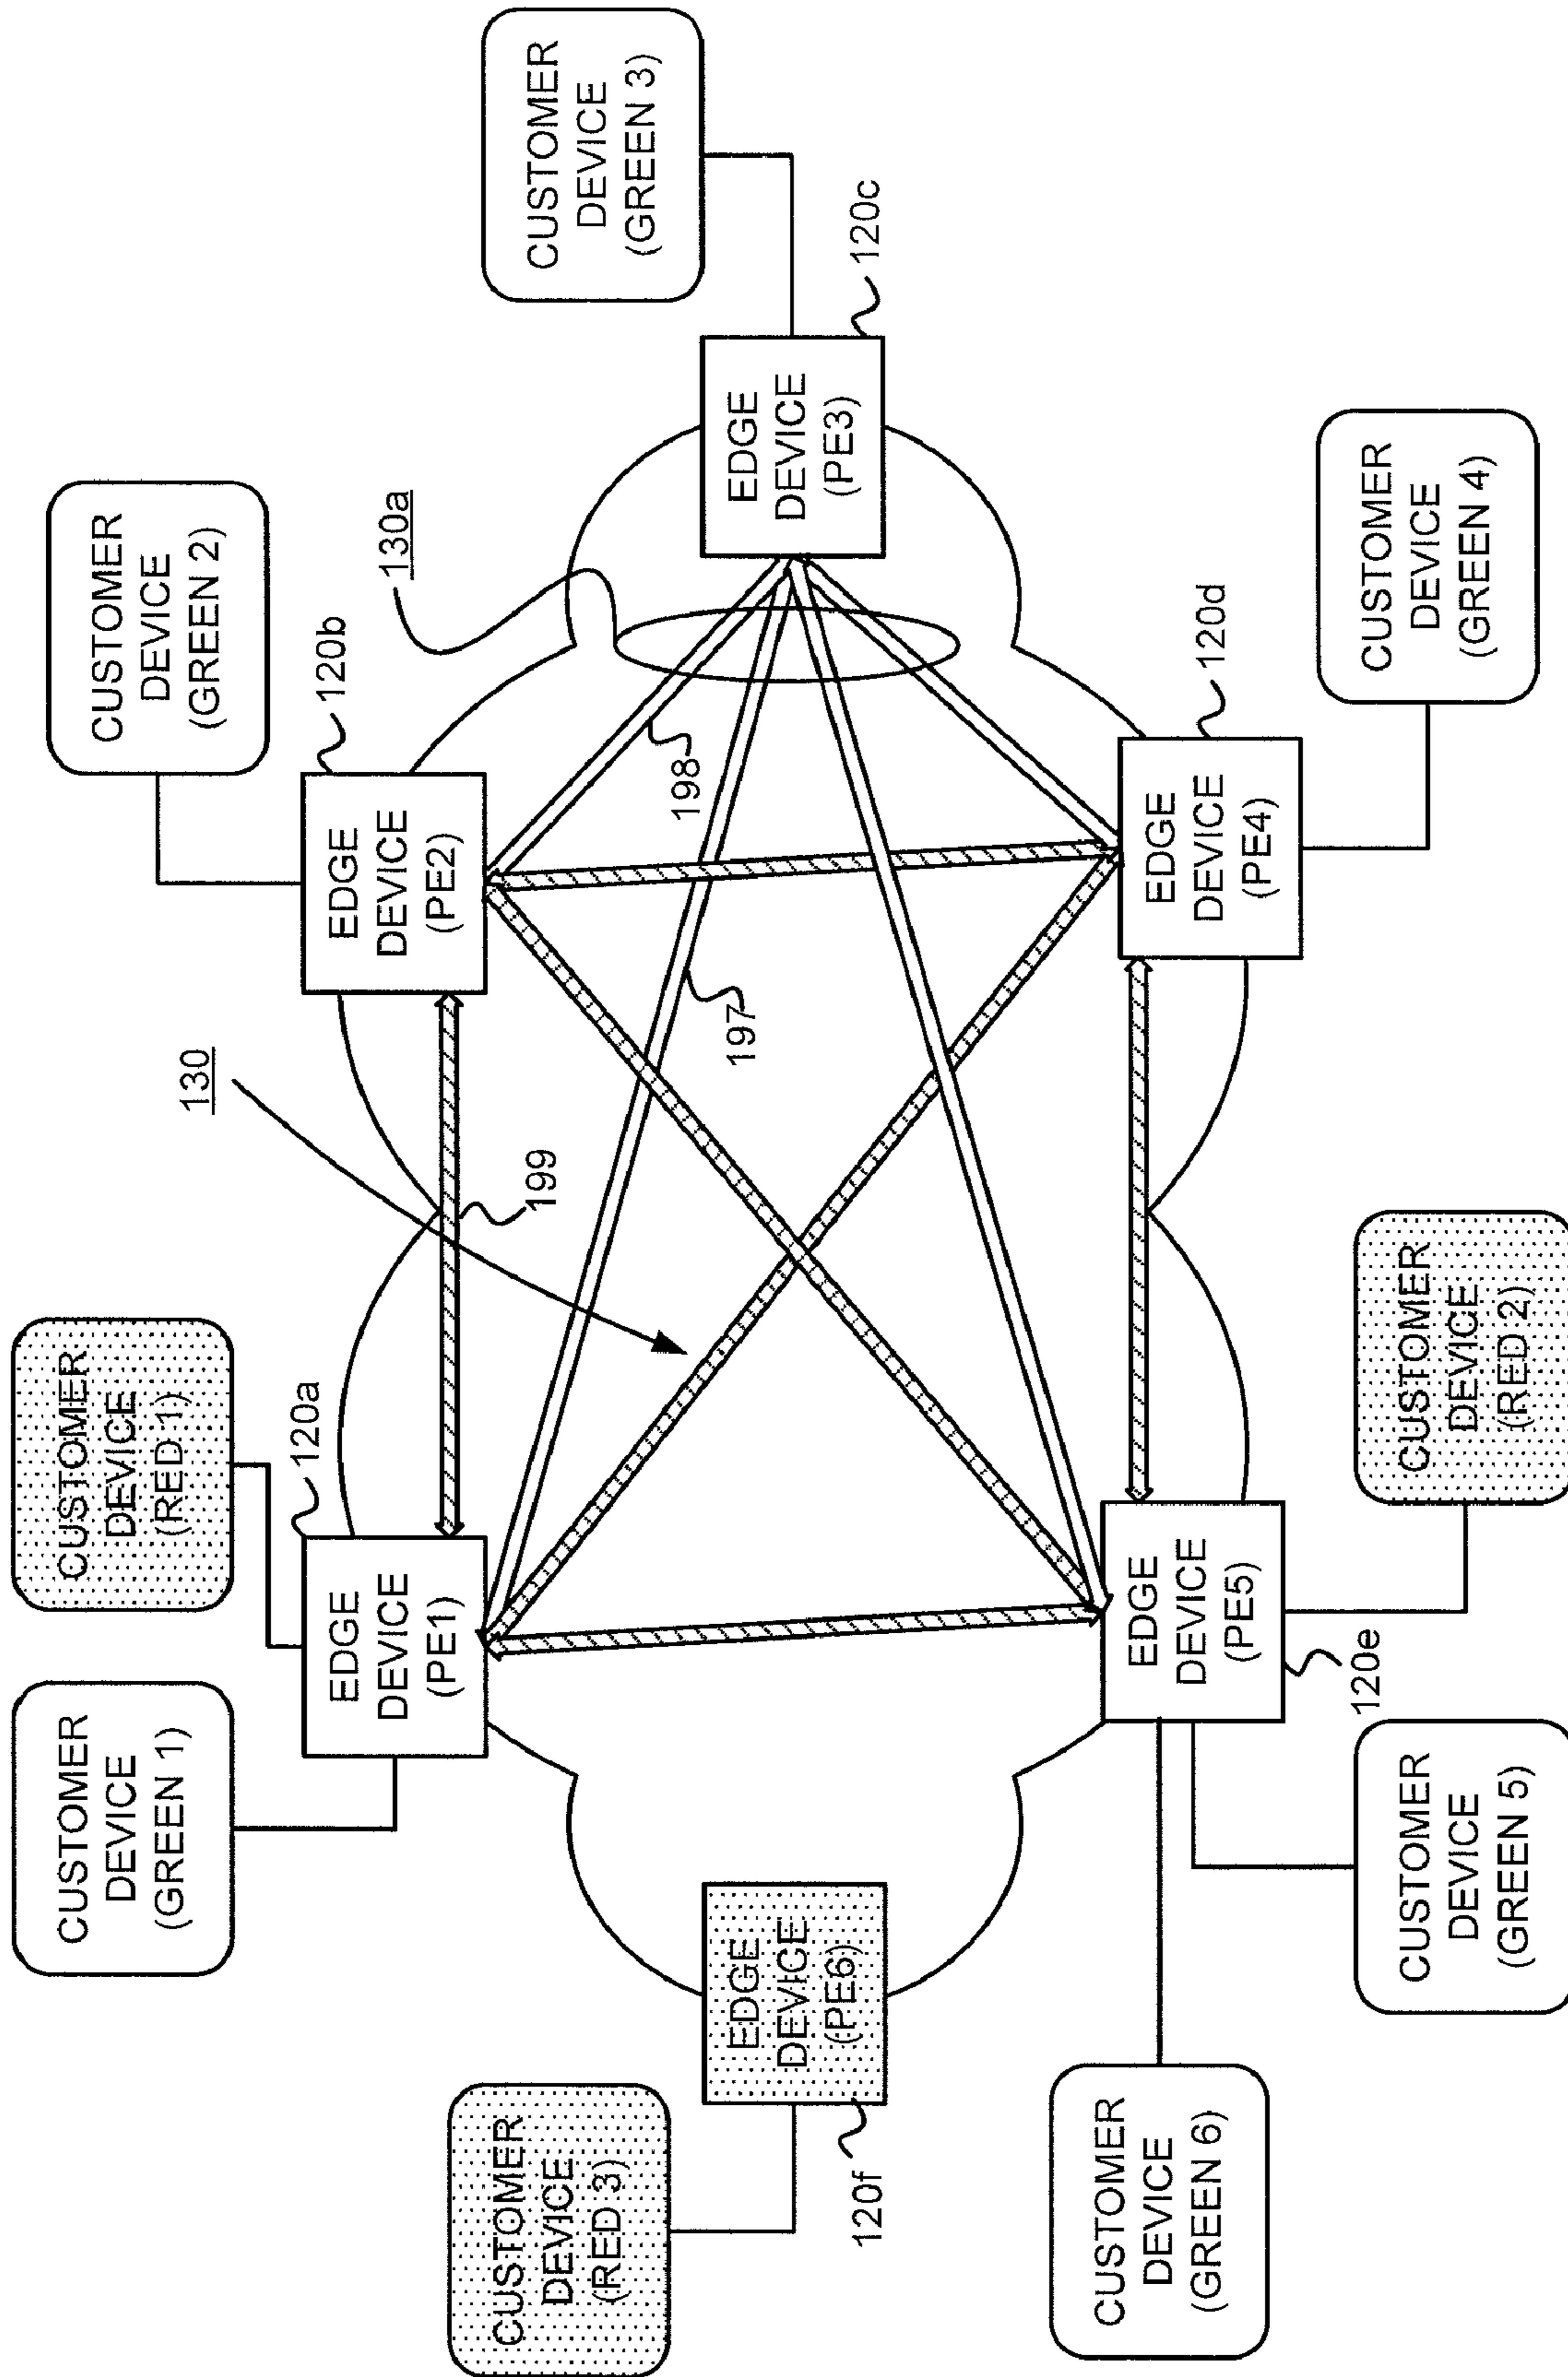 CUSTOMER
DEVICE
(GREEN 1)
CUSTOMER
DEVICE
(RED 1)
CUSTOMER
DEVICE
(GREEN 2)
120a
120b
EDGE
DEVICE
(PE1)
EDGE
DEVICE
(PE2)
130
130a
199
198
197
CUSTOMER
DEVICE
(RED 3)
EDGE
DEVICE
(PE6)
120f
EDGE
DEVICE
(PE3)
120c
CUSTOMER
DEVICE
(GREEN 3)
CUSTOMER
DEVICE
(GREEN 6)
EDGE
DEVICE
(PE5)
120e
EDGE
DEVICE
(PE4)
120d
CUSTOMER
DEVICE
(GREEN 5)
CUSTOMER
DEVICE
(RED 2)
CUSTOMER
DEVICE
(GREEN 4)